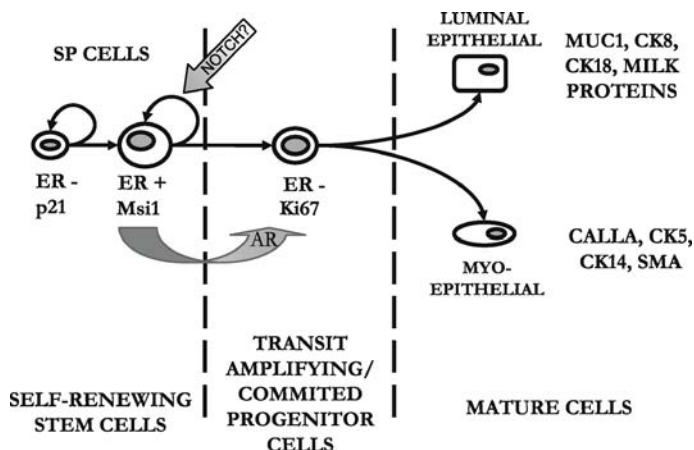 SP CELLS
NOTCH?
LUMINAL
EPITHELIAL
MUC1, CK8,
CK18, MILK
PROTEINS
ER -
p21
ER +
Msi1
ER -
Ki67
AR
MYO-
EPITHELIAL
CALLA, CK5,
CK14, SMA
SELF-RENEWING
STEM CELLS
TRANSIT
AMPLIFYING/
COMMITED
PROGENITOR
CELLS
MATURE CELLS